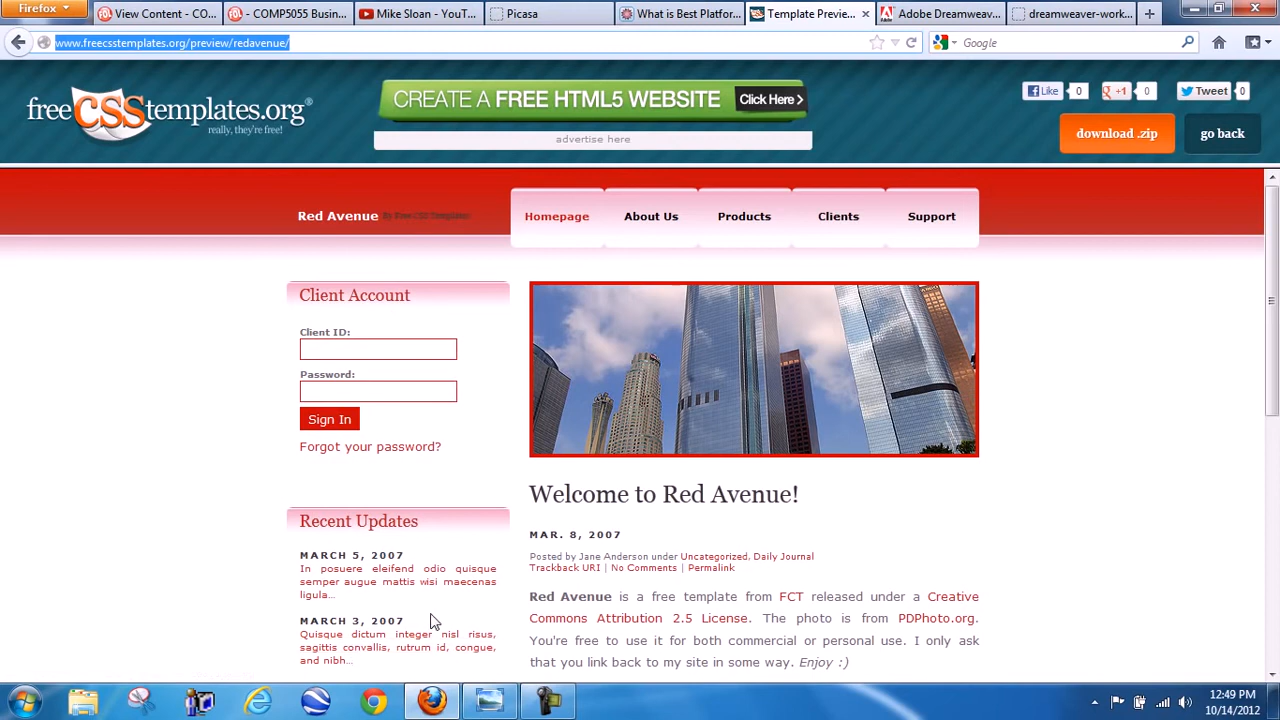 Firefox
View Content - CO...
COMP5055 Busin...
Mike Sloan - YouT...
Picasa
What is Best Platfor...
Template Preview...
Adobe Dreamweav...
dreamweaver-work...
www.freecsstemplates.org/preview/redavenue/
Google
freeCSStemplates.org
really, they're free!
CREATE A FREE HTML5 WEBSITE Click Here >
advertise here
Like 0
+1 0
Tweet 0
download .zip
go back
Red Avenue By Free CSS Templates
Homepage
About Us
Products
Clients
Support
Client Account
Client ID:
Password:
Sign In
Forgot your password?
Recent Updates
MARCH 5, 2007
In posuere eleifend odio quisque
semper augue mattis wisi maecenas
ligula...
MARCH 3, 2007
Quisque dictum integer nisl risus,
sagittis convallis, rutrum id, congue,
and nibh...
Welcome to Red Avenue!
MAR. 8, 2007
Posted by Jane Anderson under Uncategorized, Daily Journal
Trackback URI | No Comments | Permalink
Red Avenue is a free template from FCT released under a Creative
Commons Attribution 2.5 License. The photo is from PDPhoto.org.
You're free to use it for both commercial or personal use. I only ask
that you link back to my site in some way. Enjoy :)
12:49 PM
10/14/2012